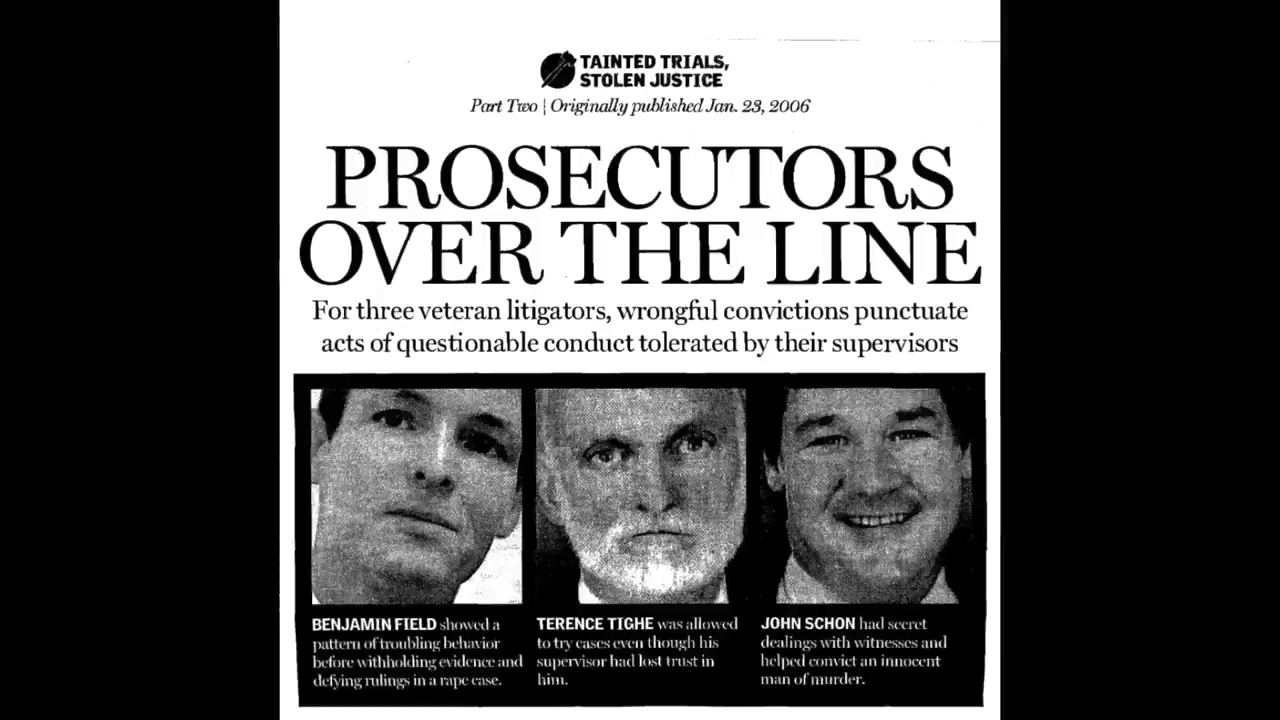 TAINTED TRIALS,
STOLEN JUSTICE
Part Two | Originally published Jan. 23, 2006
PROSECUTORS
OVER THE LINE
For three veteran litigators, wrongful convictions punctuate
acts of questionable conduct tolerated by their supervisors
BENJAMIN FIELD showed a
pattern of troubling behavior
before withholding evidence and
defying rulings in a rape case.
TERENCE TIGHE was allowed
to try cases even though his
supervisor had lost trust in
him.
JOHN SCHON had secret
dealings with witnesses and
helped convict an innocent
man of murder.